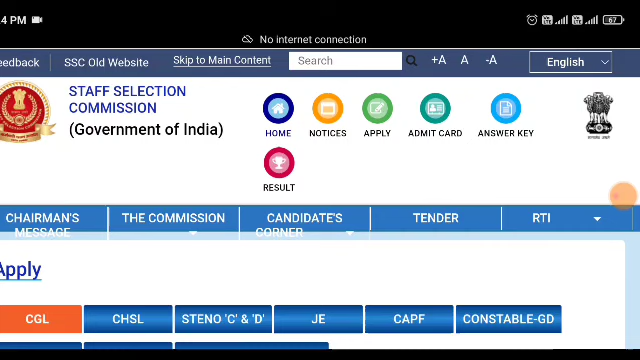 4 PM
67
No internet connection
eedback
SSC Old Website
Skip to Main Content
Search
+A
A
-A
English
STAFF SELECTION
COMMISSION
(Government of India)
HOME
NOTICES
APPLY
ADMIT CARD
ANSWER KEY
RESULT
CHAIRMAN'S
MESSAGE
THE COMMISSION
CANDIDATE'S
CORNER
TENDER
RTI
Apply
CGL
CHSL
STENO 'C' & 'D'
JE
CAPF
CONSTABLE-GD